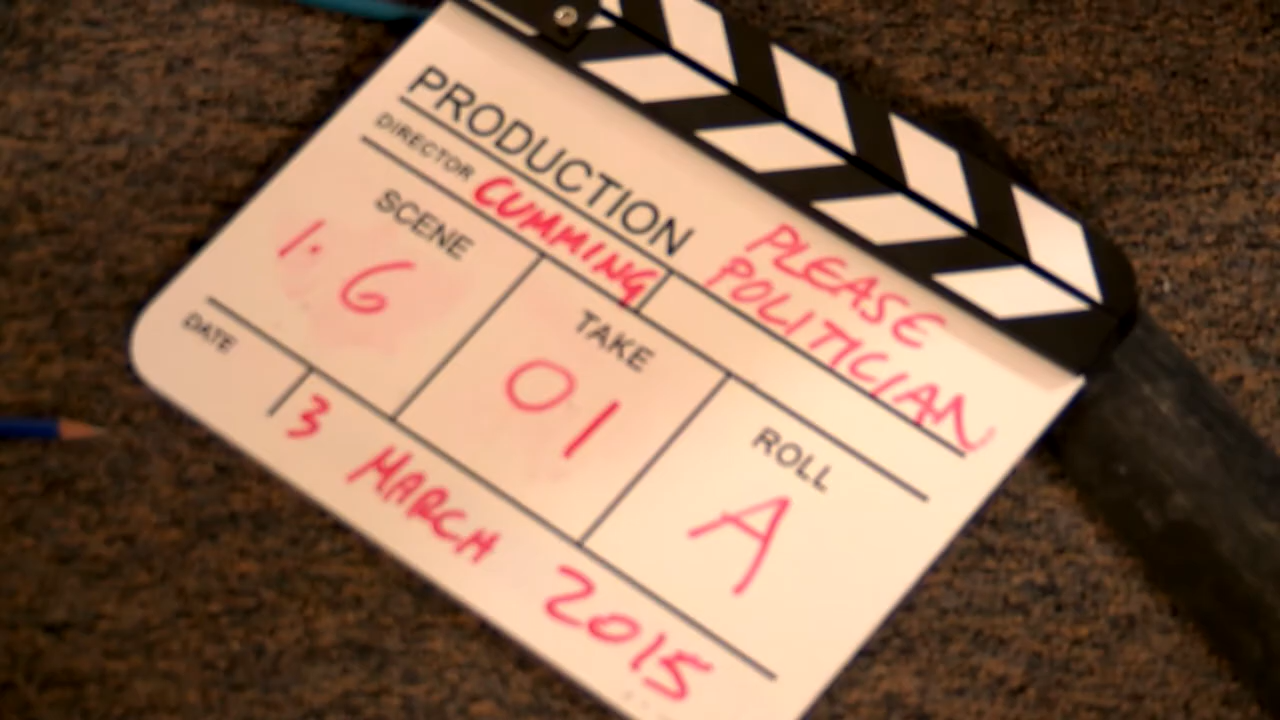 PRODUCTION PLEASE
POLITICIAN
DIRECTOR CUMMING
SCENE
1. 6
TAKE
01
ROLL
A
DATE
3 MARCH 2015